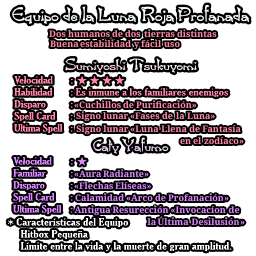 Equipo de la Luna Roja Profanada
Dos humanos de dos tierras distintas
Buena estabilidad y fácil uso
Sumiyoshi Tsukuyomi
Velocidad : ★★★★
Habilidad : Es inmune a los familiares enemigos
Disparo : «Cuchillos de Purificación»
Spell Card : Signo lunar «Fases de la Luna»
Última Spell : Signo lunar «Luna Llena de Fantasía
en el zodíaco»
Caly Yafumo
Velocidad : ★
Familiar : «Aura Radiante»
Disparo : «Flechas Elíseas»
Spell Card : Calamidad «Arco de Profanación»
Última Spell : Antigua Resurección «Invocacíon de
la Última Desilusión»
* Características del Equipo
Hitbox Pequeña
Límite entre la vida y la muerte de gran amplitud.